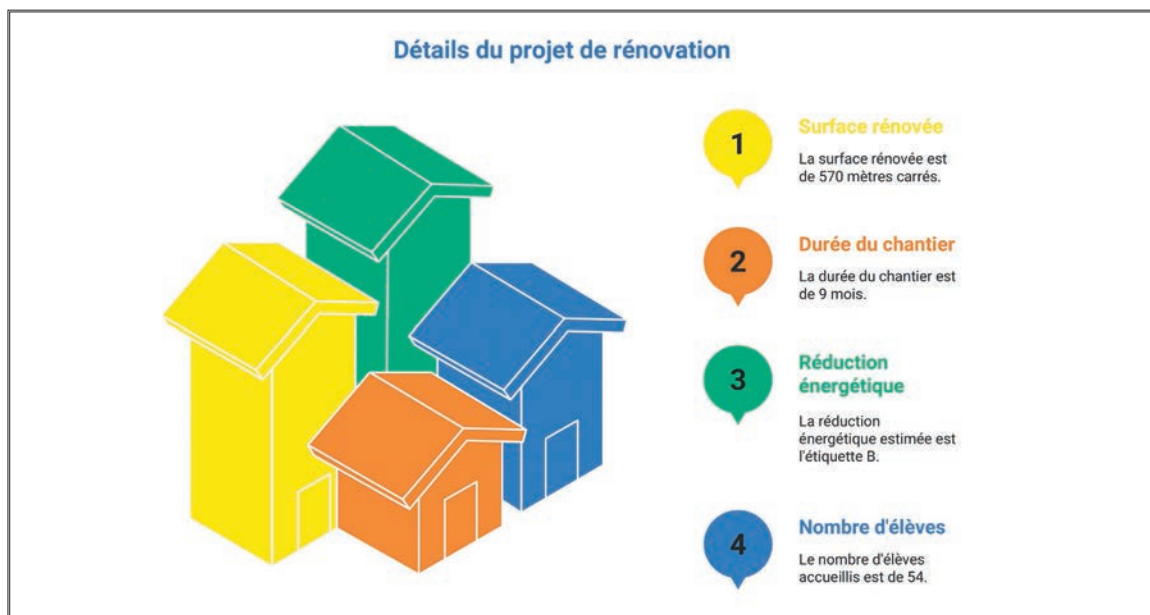 Détails du projet de rénovation
1
Surface rénovée
La surface rénovée est
de 570 mètres carrés.
2
Durée du chantier
La durée du chantier est
de 9 mois.
3
Réduction
énergétique
La réduction
énergétique estimée est
l'étiquette B.
4
Nombre d'élèves
Le nombre d'élèves
accueillis est de 54.